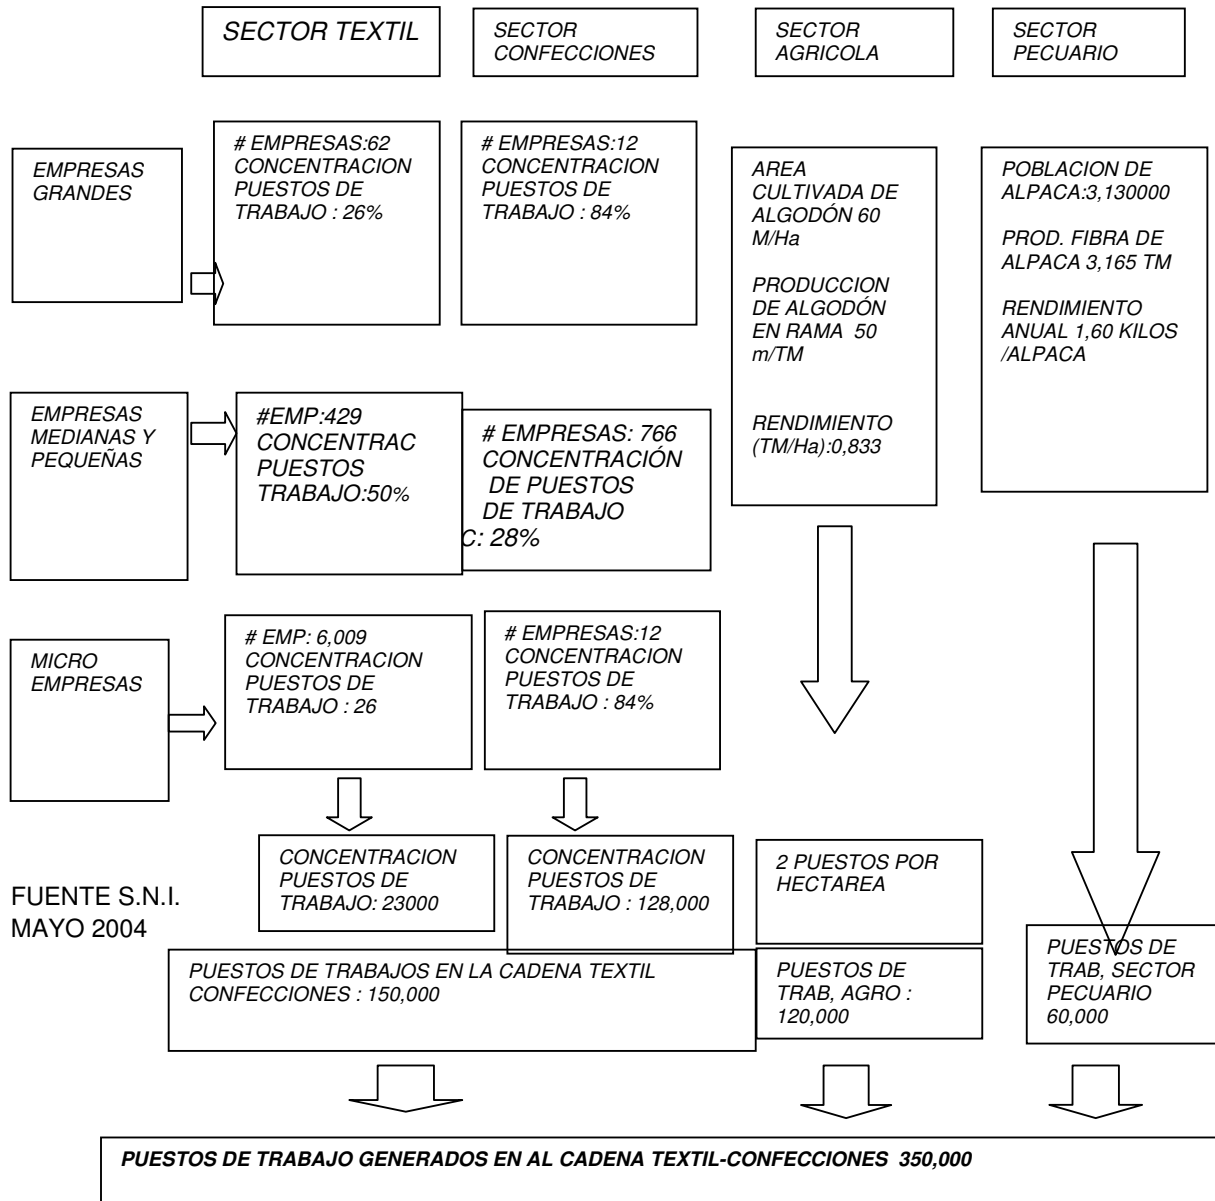 SECTOR TEXTIL
SECTOR
CONFECCIONES
SECTOR
AGRICOLA
SECTOR
PECUARIO
EMPRESAS
GRANDES
# EMPRESAS:62
CONCENTRACION
PUESTOS DE
TRABAJO : 26%
# EMPRESAS:12
CONCENTRACION
PUESTOS DE
TRABAJO : 84%
AREA
CULTIVADA DE
ALGODÓN 60
M/Ha
PRODUCCION
DE ALGODÓN
EN RAMA 50
m/TM
RENDIMIENTO
(TM/Ha):0,833
POBLACION DE
ALPACA:3,130000
PROD. FIBRA DE
ALPACA 3,165 TM
RENDIMIENTO
ANUAL 1,60 KILOS
/ALPACA
EMPRESAS
MEDIANAS Y
PEQUEÑAS
#EMP:429
CONCENTRAC
PUESTOS
TRABAJO:50%
# EMPRESAS: 766
CONCENTRACIÓN
DE PUESTOS
DE TRABAJO
C: 28%
MICRO
EMPRESAS
# EMP: 6,009
CONCENTRACION
PUESTOS DE
TRABAJO : 26
# EMPRESAS:12
CONCENTRACION
PUESTOS DE
TRABAJO : 84%
CONCENTRACION
PUESTOS DE
TRABAJO: 23000
CONCENTRACION
PUESTOS DE
TRABAJO : 128,000
2 PUESTOS POR
HECTAREA
FUENTE S.N.I.
MAYO 2004
PUESTOS DE TRABAJOS EN LA CADENA TEXTIL
CONFECCIONES : 150,000
PUESTOS DE
TRAB, AGRO :
120,000
PUESTOS DE
TRAB, SECTOR
PECUARIO
60,000
PUESTOS DE TRABAJO GENERADOS EN AL CADENA TEXTIL-CONFECCIONES 350,000